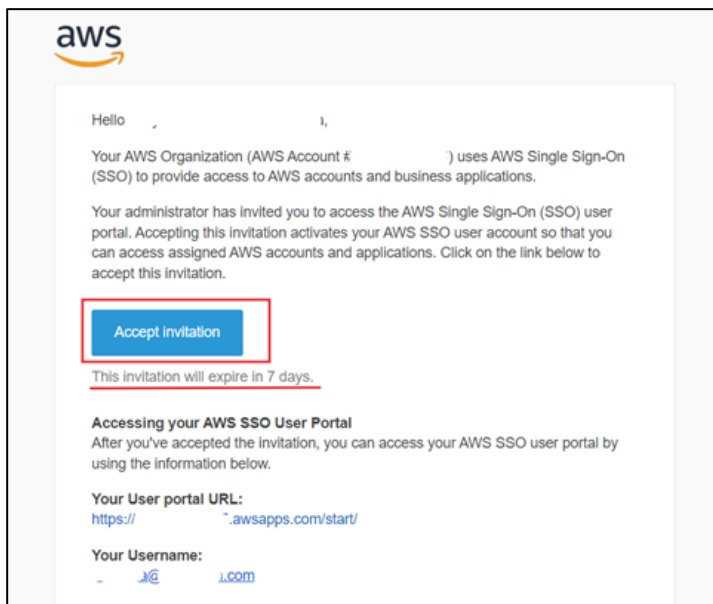 aws
Hello ,
Your AWS Organization (AWS Account # ) uses AWS Single Sign-On
(SSO) to provide access to AWS accounts and business applications.
Your administrator has invited you to access the AWS Single Sign-On (SSO) user
portal. Accepting this invitation activates your AWS SSO user account so that you
can access assigned AWS accounts and applications. Click on the link below to
accept this invitation.
Accept invitation
This invitation will expire in 7 days.
Accessing your AWS SSO User Portal
After you've accepted the invitation, you can access your AWS SSO user portal by
using the information below.
Your User portal URL:
https:// .awsapps.com/start/
Your Username:
a@ .com